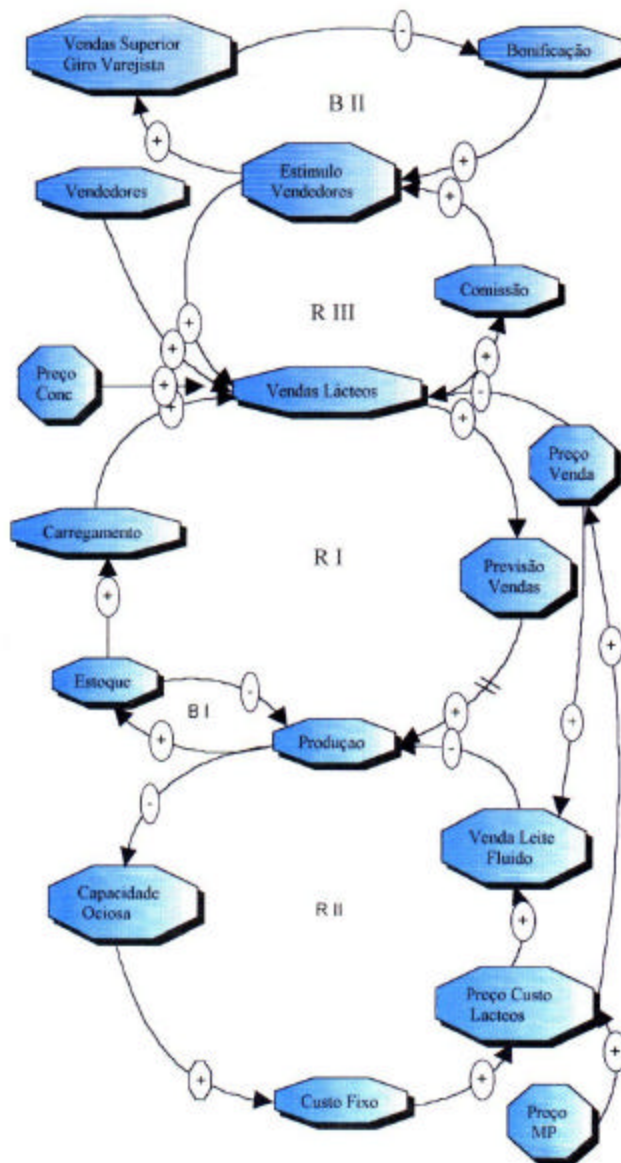 Vendas Superior
Giro Varejista
-
Bonificação
B II
+
Estimulo
Vendedores
+
+
Vendedores
Comissão
R III
+
+
+
Preço
Conc
+
+
Vendas Lácteos
-
+
Preço
Venda
Carregamento
R I
Previsão
Vendas
+
+
Estoque
-
B I
+
+
Produçao
-
+
-
Venda Leite
Fluido
Capacidade
Ociosa
R II
+
Preço Custo
Lacteos
+
+
Custo Fixo
+
Preço
MP